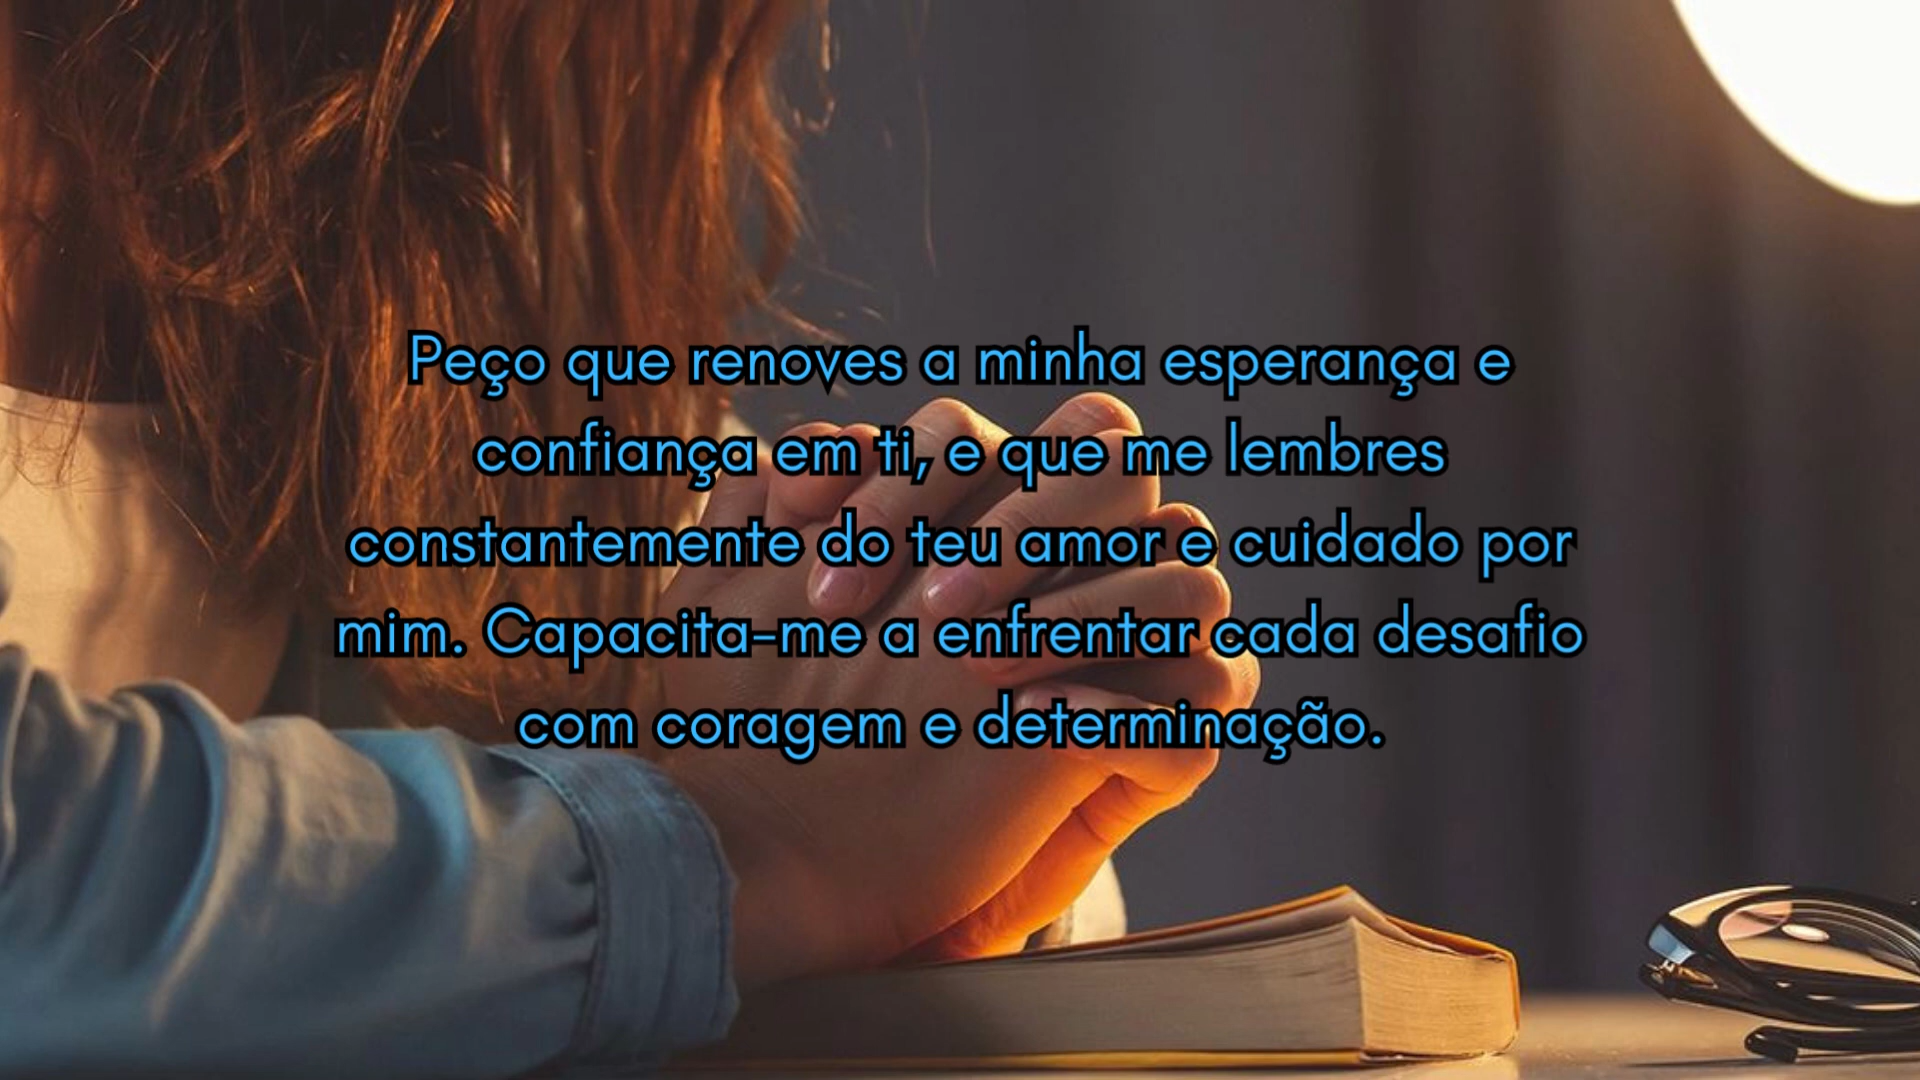 Peço que renoves a minha esperança e
confiança em ti, e que me lembres
constantemente do teu amor e cuidado por
mim. Capacita-me a enfrentar cada desafio
com coragem e determinação.